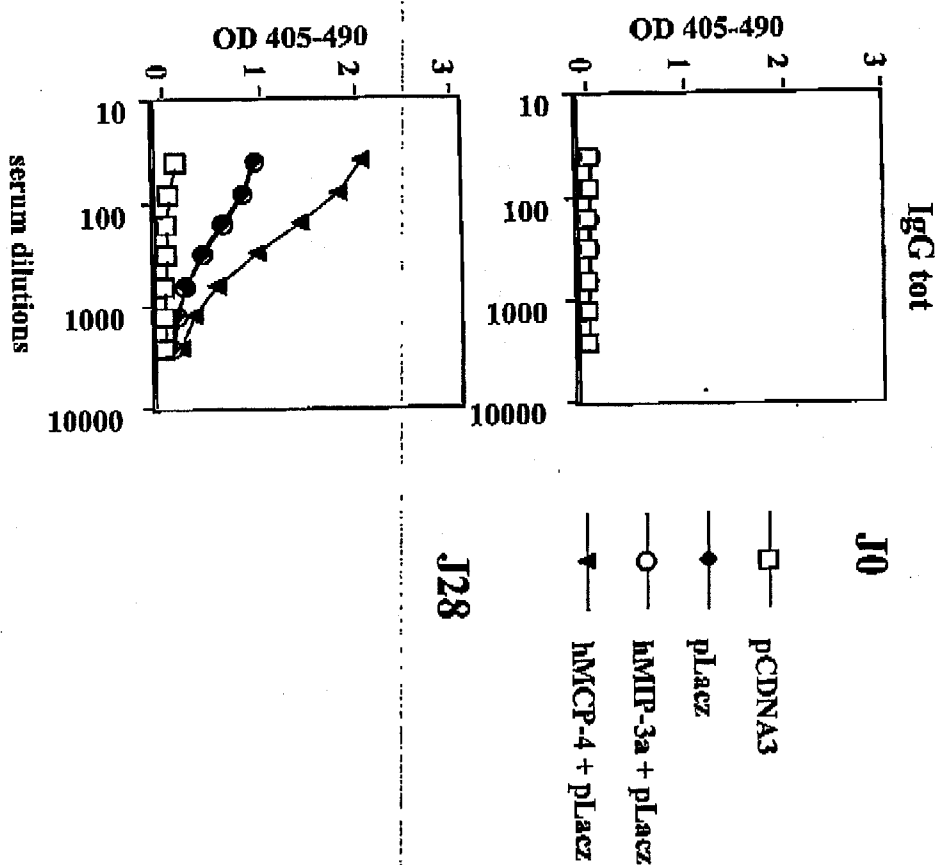 IgG tot
J0
OD 405-490
3
2
1
0
10
100
1000
10000
pCDNA3
pLacz
hMIP-3a + pLacz
hMCP-4 + pLacz
J28
OD 405-490
3
2
1
0
10
100
1000
10000
serum dilutions